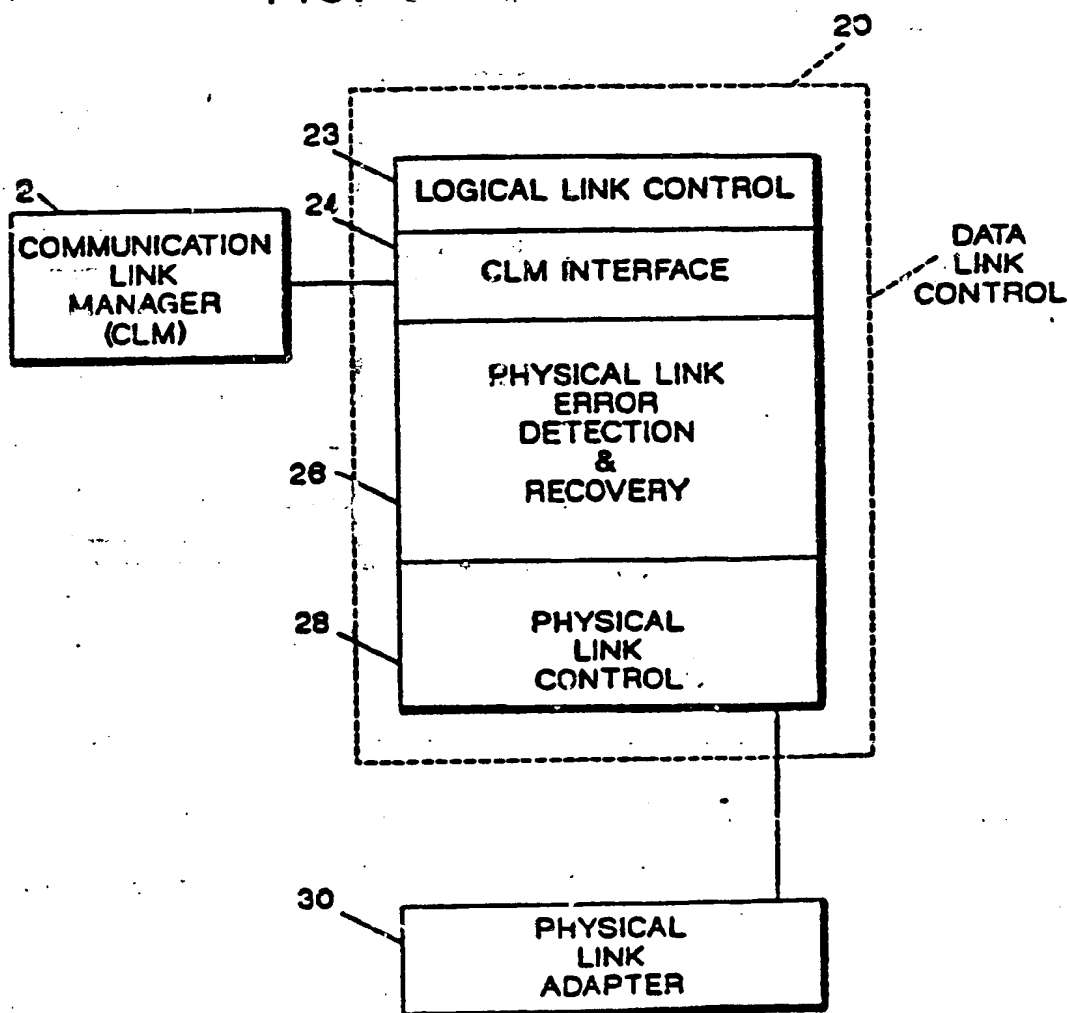 FIG.
20
23
LOGICAL LINK CONTROL
2
24
COMMUNICATION
LINK
MANAGER
(CLM)
CLM INTERFACE
DATA
LINK
CONTROL
PHYSICAL LINK
ERROR
DETECTION
&
RECOVERY
26
28
PHYSICAL
LINK
CONTROL
30
PHYSICAL
LINK
ADAPTER